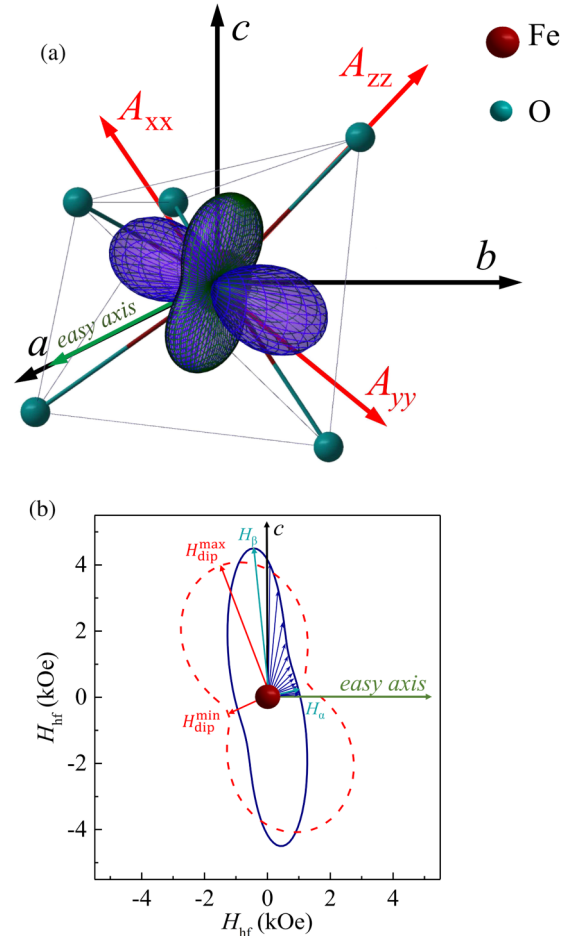 (a)
c
Fe
A_zz
A_xx
O
b
a
easy axis
A_yy
(b)
c
H_β
H_dip^max
4
2
easy axis
0
H_dip^min
H_α
-2
-4
H_hf (kOe)
-4 -2 0 2 4
H_hf (kOe)